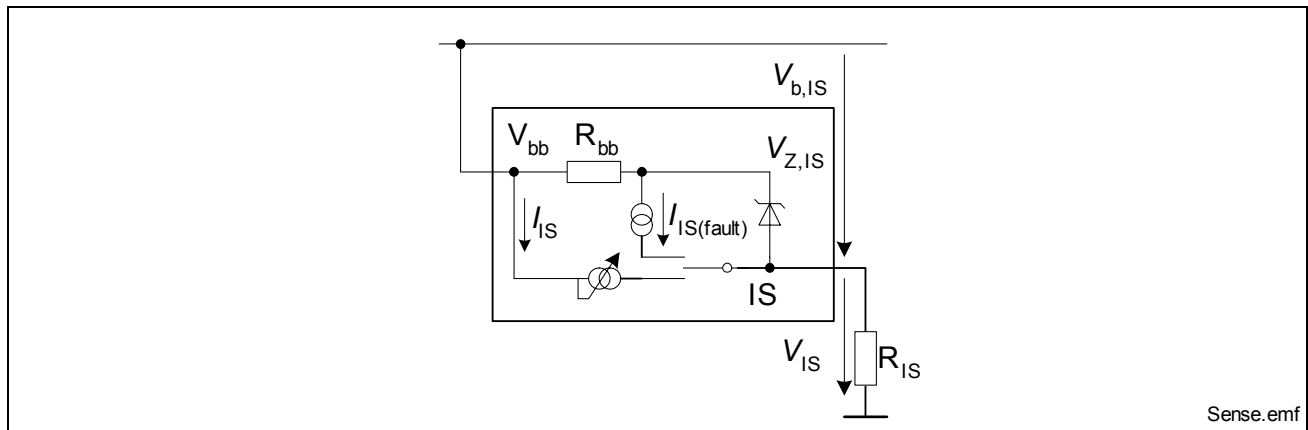 V_b,IS
V_bb R_bb V_Z,IS
I_IS I_IS(fault)
IS
V_IS R_IS
Sense.emf